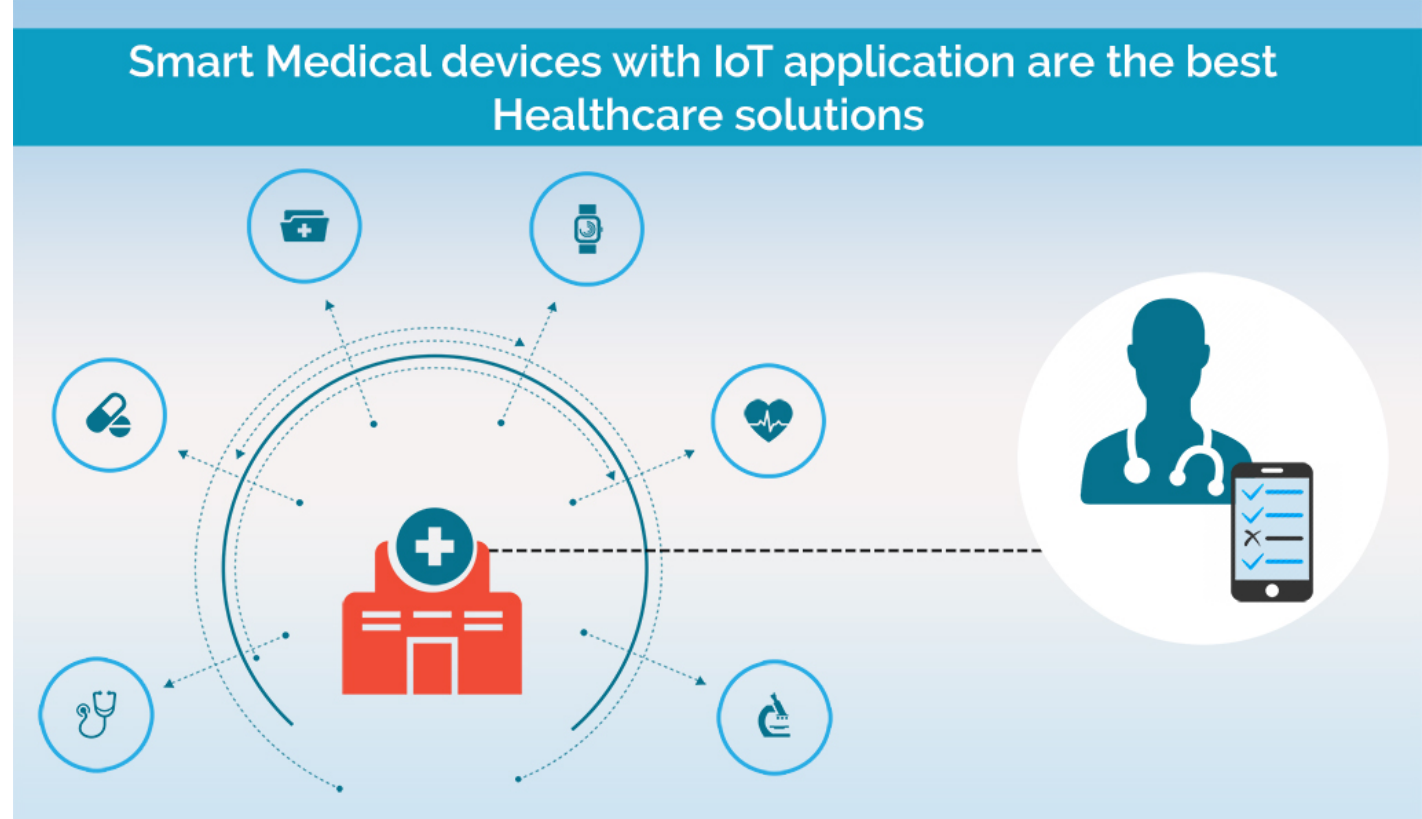 Smart Medical devices with IoT application are the best
Healthcare solutions